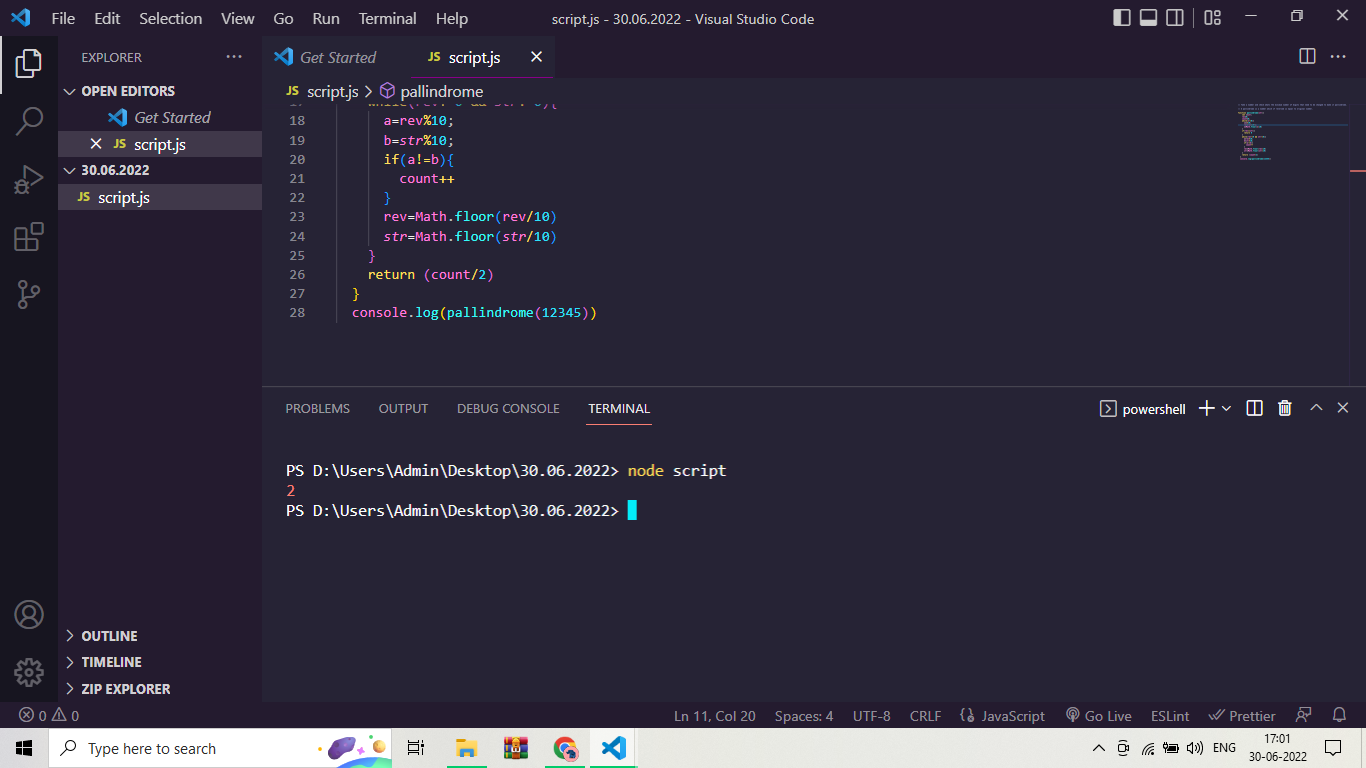 File Edit Selection View Go Run Terminal Help script.js - 30.06.2022 - Visual Studio Code
EXPLORER
OPEN EDITORS
Get Started
JS script.js
30.06.2022
JS script.js
OUTLINE
TIMELINE
ZIP EXPLORER
Get Started JS script.js
JS script.js > pallindrome
18 a=rev%10;
19 b=str%10;
20 if(a!=b){
21 count++
22 }
23 rev=Math.floor(rev/10)
24 str=Math.floor(str/10)
25 }
26 return (count/2)
27 }
28 console.log(pallindrome(12345))
PROBLEMS OUTPUT DEBUG CONSOLE TERMINAL powershell
PS D:\Users\Admin\Desktop\30.06.2022> node script
2
PS D:\Users\Admin\Desktop\30.06.2022>
0 0 Ln 11, Col 20 Spaces: 4 UTF-8 CRLF JavaScript Go Live ESLint Prettier
Type here to search ENG 17:01
30-06-2022